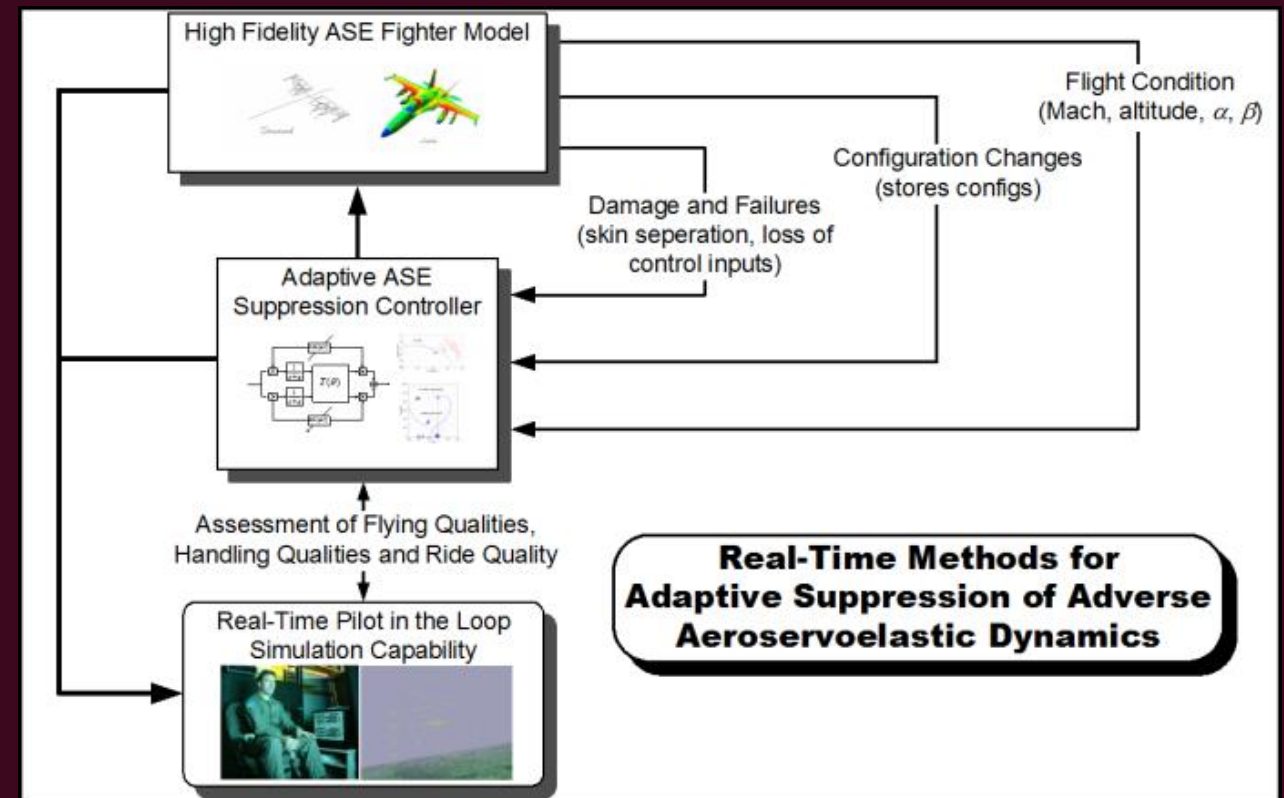 High Fidelity ASE Fighter Model
Flight Condition
(Mach, altitude, α, β)
Configuration Changes
(stores configs)
Damage and Failures
(skin seperation, loss of
control inputs)
Adaptive ASE
Suppression Controller
Assessment of Flying Qualities,
Handling Qualities and Ride Quality
Real-Time Methods for
Adaptive Suppression of Adverse
Aeroservoelastic Dynamics
Real-Time Pilot in the Loop
Simulation Capability